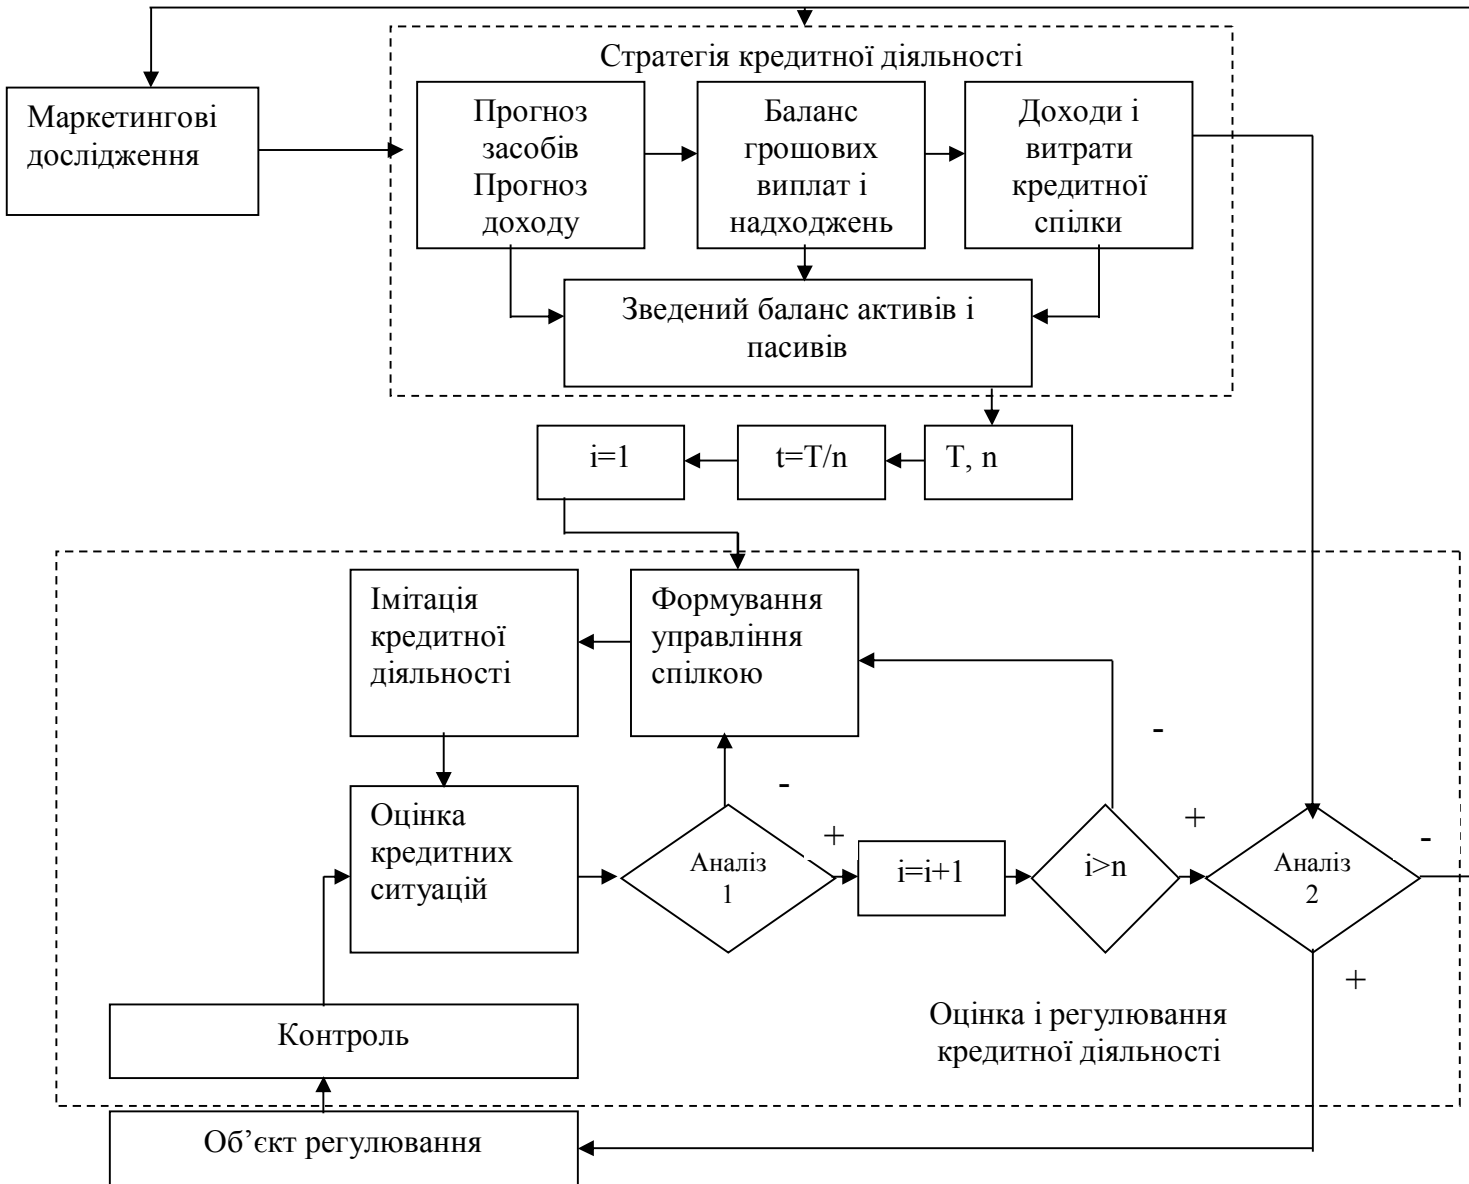 Стратегія кредитної діяльності
Маркетингові
дослідження
Прогноз
засобів
Прогноз
доходу
Баланс
грошових
виплат і
надходжень
Доходи і
витрати
кредитної
спілки
Зведений баланс активів і
пасивів
i=1
t=T/n
T, n
Імітація
кредитної
діяльності
Формування
управління
спілкою
-
-
Оцінка
кредитних
ситуацій
Аналіз
1
+
i=i+1
i>n
+
Аналіз
2
-
+
Оцінка і регулювання
кредитної діяльності
Контроль
Об’єкт регулювання